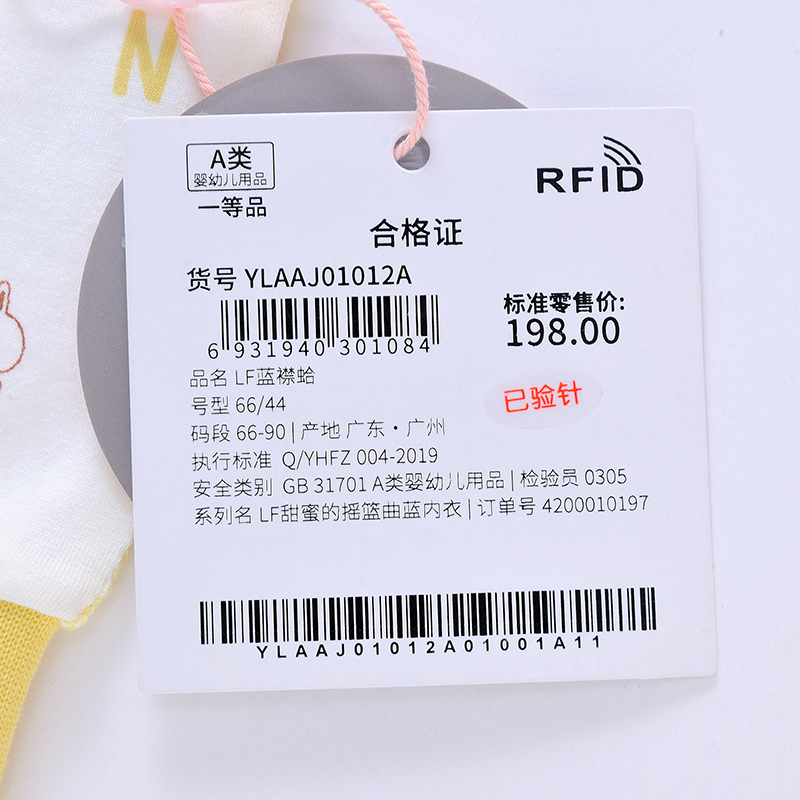 N
A类
婴幼儿用品
一等品
RFID
合格证
货号 YLAAJ01012A
6 931940 301084
标准零售价:
198.00
已验针
品名 LF蓝襟蛤
号型 66/44
码段 66-90 | 产地 广东·广州
执行标准 Q/YHFZ 004-2019
安全类别 GB 31701 A类婴幼儿用品 | 检验员 0305
系列名 LF甜蜜的摇篮曲蓝内衣 | 订单号 4200010197
YLAAJ01012A01001A11